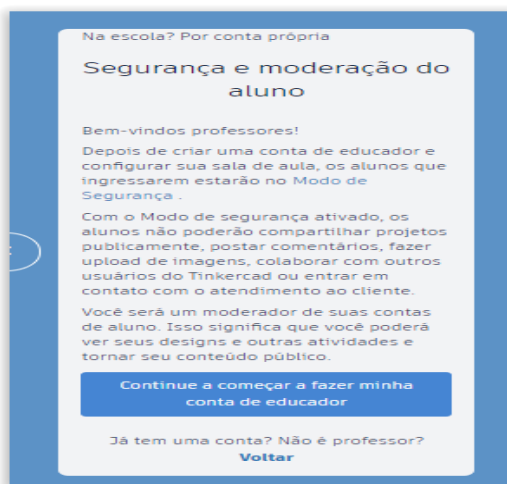 Na escola? Por conta própria
Segurança e moderação do
aluno
Bem-vindos professores!
Depois de criar uma conta de educador e
configurar sua sala de aula, os alunos que
ingressarem estarão no Modo de
Segurança .
Com o Modo de segurança ativado, os
alunos não poderão compartilhar projetos
publicamente, postar comentários, fazer
upload de imagens, colaborar com outros
usuários do Tinkercad ou entrar em
contato com o atendimento ao cliente.
Você será um moderador de suas contas
de aluno. Isso significa que você poderá
ver seus designs e outras atividades e
tornar seu conteúdo público.
Continue a começar a fazer minha
conta de educador
Já tem uma conta? Não é professor?
Voltar